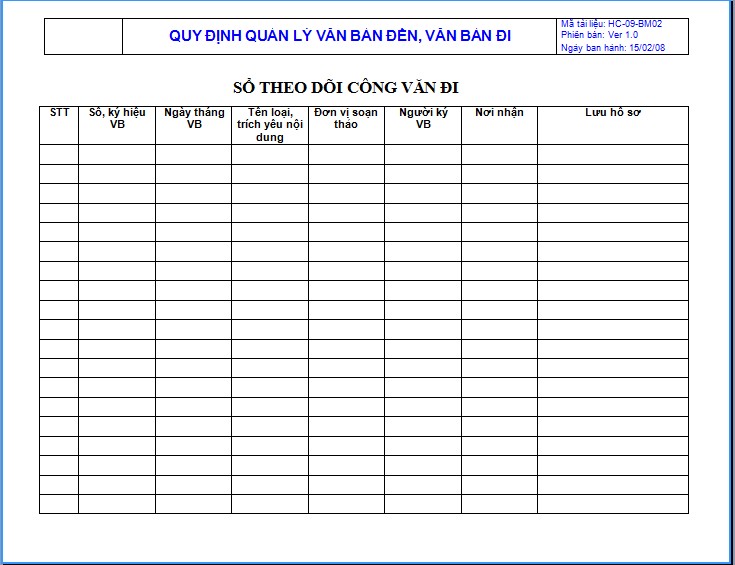 QUY ĐỊNH QUẢN LÝ VĂN BẢN ĐẾN, VĂN BẢN ĐI
Mã tài liệu: HC-09-BM02
Phiên bản: Ver 1.0
Ngày ban hành: 15/02/08
SỔ THEO DÕI CÔNG VĂN ĐI
STT
Số, ký hiệu
VB
Ngày tháng
VB
Tên loại,
trích yếu nội
dung
Đơn vị soạn
thảo
Người ký
VB
Nơi nhận
Lưu hồ sơ